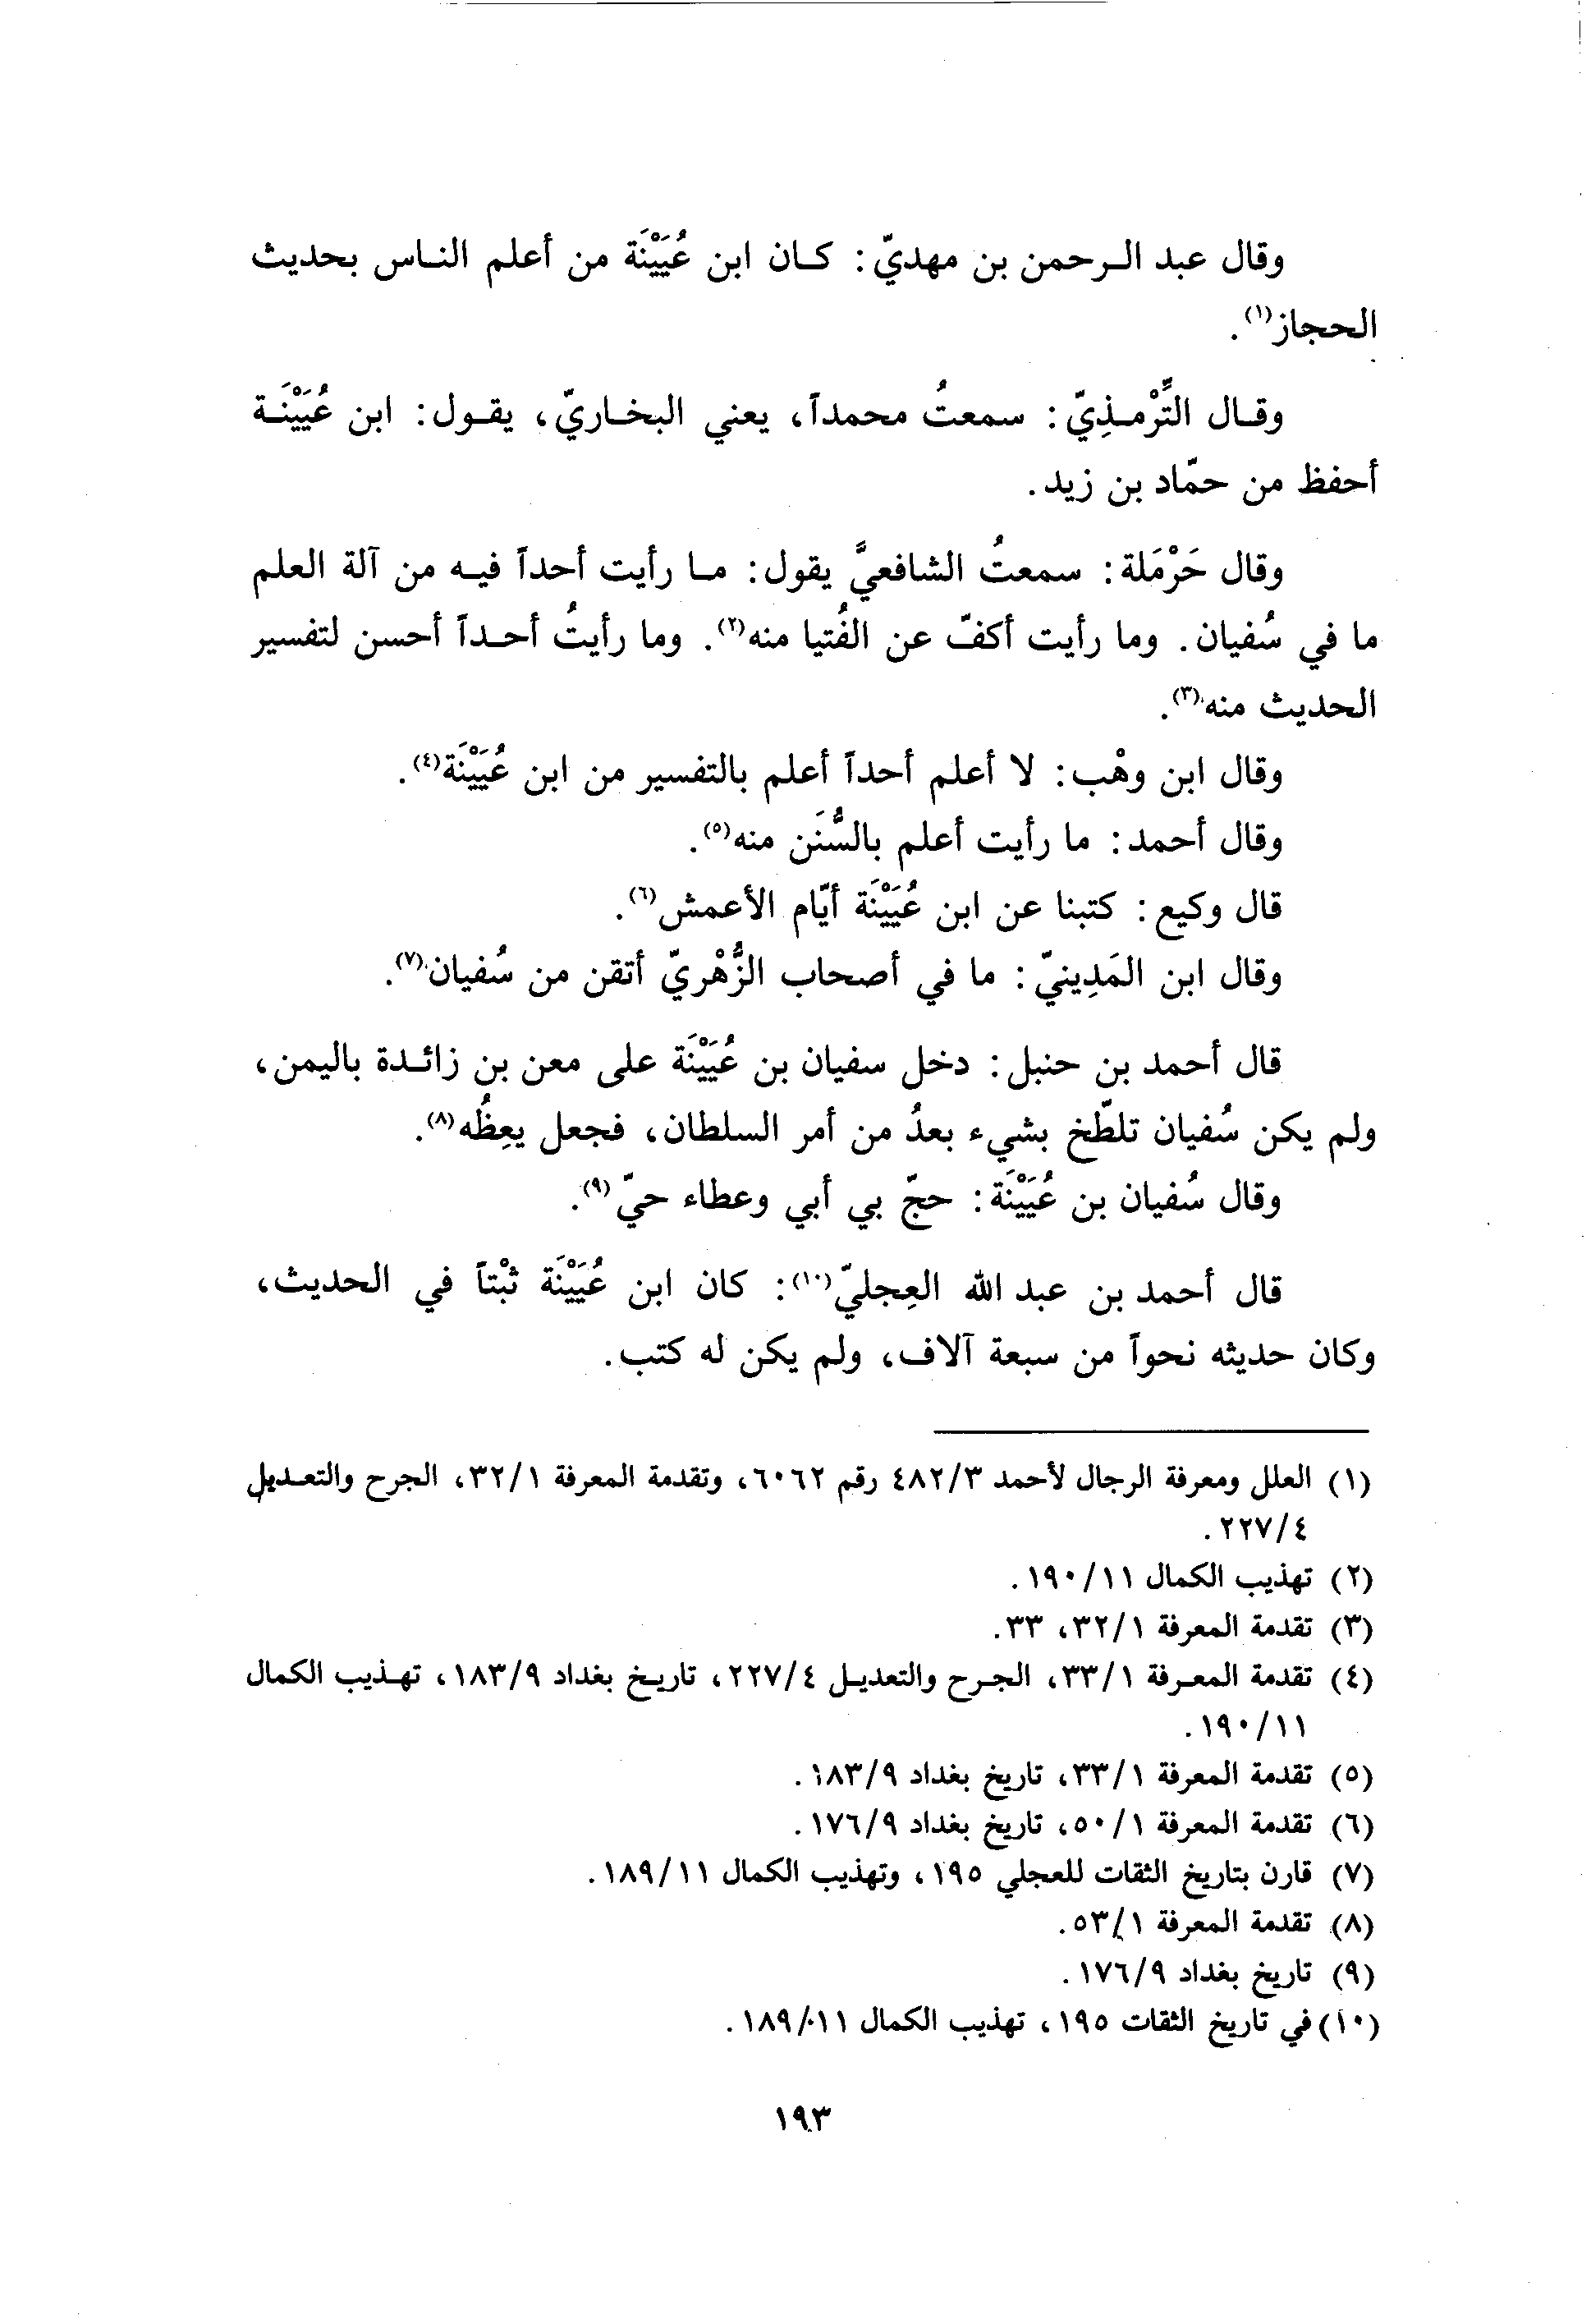 وقال عبد الرحمن بن مهديّ: كان ابن عُيَيْنَة من أعلم الناس بحديث
الحجاز(١).
وقال التِّرْمِذِيّ: سمعتُ محمداً، يعني البخاريّ، يقول: ابن عُيَيْنَة
أحفظ من حمّاد بن زيد.
وقال حَرْمَلة: سمعتُ الشافعيَّ يقول: ما رأيت أحداً فيه من آلة العلم
ما في سُفيان. وما رأيت أكفّ عن الفُتيا منه(٢). وما رأيتُ أحداً أحسن لتفسير
الحديث منه(٣).
وقال ابن وهْب: لا أعلم أحداً أعلم بالتفسير من ابن عُيَيْنَة(٤).
وقال أحمد: ما رأيت أعلم بالسُّنَن منه(٥).
قال وكيع: كتبنا عن ابن عُيَيْنَة أيّام الأعمش(٦).
وقال ابن المَدِينيّ: ما في أصحاب الزُّهْريّ أتقن من سُفيان(٧).
قال أحمد بن حنبل: دخل سفيان بن عُيَيْنَة على معن بن زائدة باليمن،
ولم يكن سُفيان تلطّخ بشيء بعدُ من أمر السلطان، فجعل يعِظُه(٨).
وقال سُفيان بن عُيَيْنَة: حجّ بي أبي وعطاء حيّ(٩).
قال أحمد بن عبد الله العِجليّ(١٠): كان ابن عُيَيْنَة ثبْتاً في الحديث،
وكان حديثه نحواً من سبعة آلاف، ولم يكن له كتب.
(١) العلل ومعرفة الرجال لأحمد ٤٨٢/٣ رقم ٦٠٦٢، وتقدمة المعرفة ٣٢/١، الجرح والتعديل
٢٢٧/٤.
(٢) تهذيب الكمال ١٩٠/١١.
(٣) تقدمة المعرفة ٣٢/١، ٣٣.
(٤) تقدمة المعرفة ٣٣/١، الجرح والتعديل ٢٢٧/٤، تاريخ بغداد ١٨٣/٩، تهذيب الكمال
١٩٠/١١.
(٥) تقدمة المعرفة ٣٣/١، تاريخ بغداد ١٨٣/٩.
(٦) تقدمة المعرفة ٥٠/١، تاريخ بغداد ١٧٦/٩.
(٧) قارن بتاريخ الثقات للعجلي ١٩٥، وتهذيب الكمال ١٨٩/١١.
(٨) تقدمة المعرفة ٥٣/١.
(٩) تاريخ بغداد ١٧٦/٩.
(١٠) في تاريخ الثقات ١٩٥، تهذيب الكمال ١٨٩/١١.
١٩٣